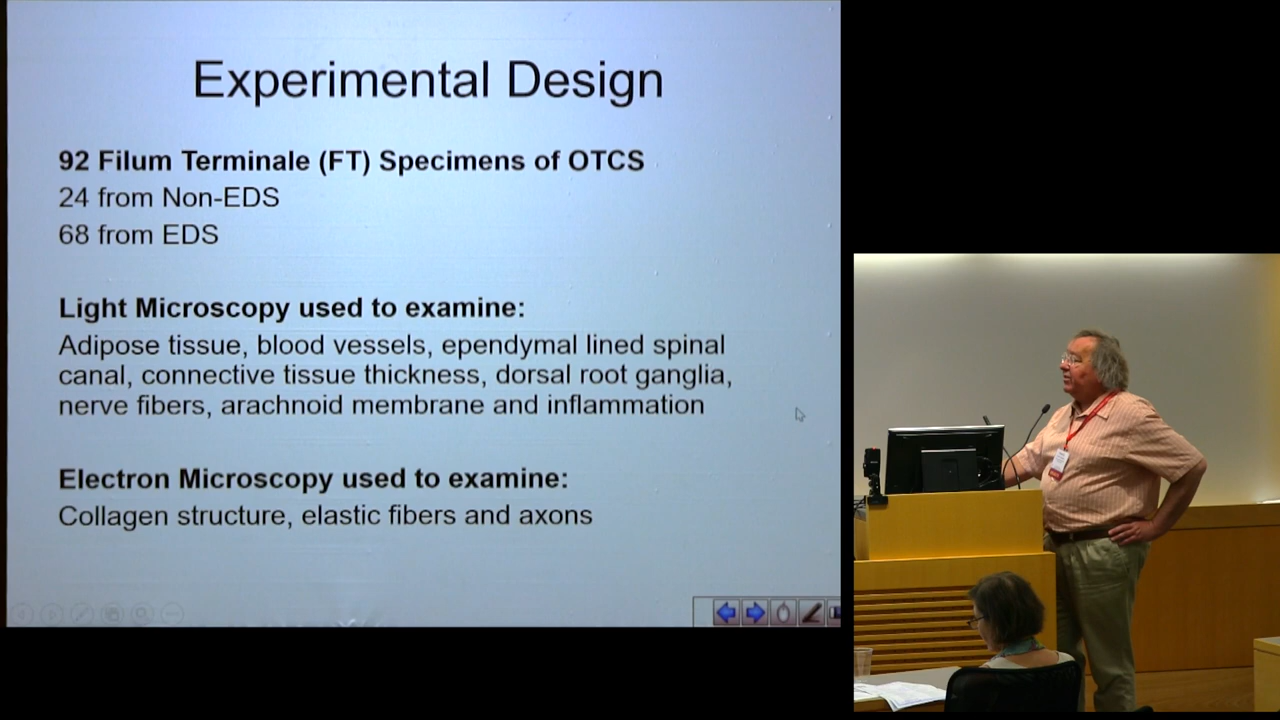 Experimental Design
92 Filum Terminale (FT) Specimens of OTCS
24 from Non-EDS
68 from EDS
Light Microscopy used to examine:
Adipose tissue, blood vessels, ependymal lined spinal
canal, connective tissue thickness, dorsal root ganglia,
nerve fibers, arachnoid membrane and inflammation
Electron Microscopy used to examine:
Collagen structure, elastic fibers and axons